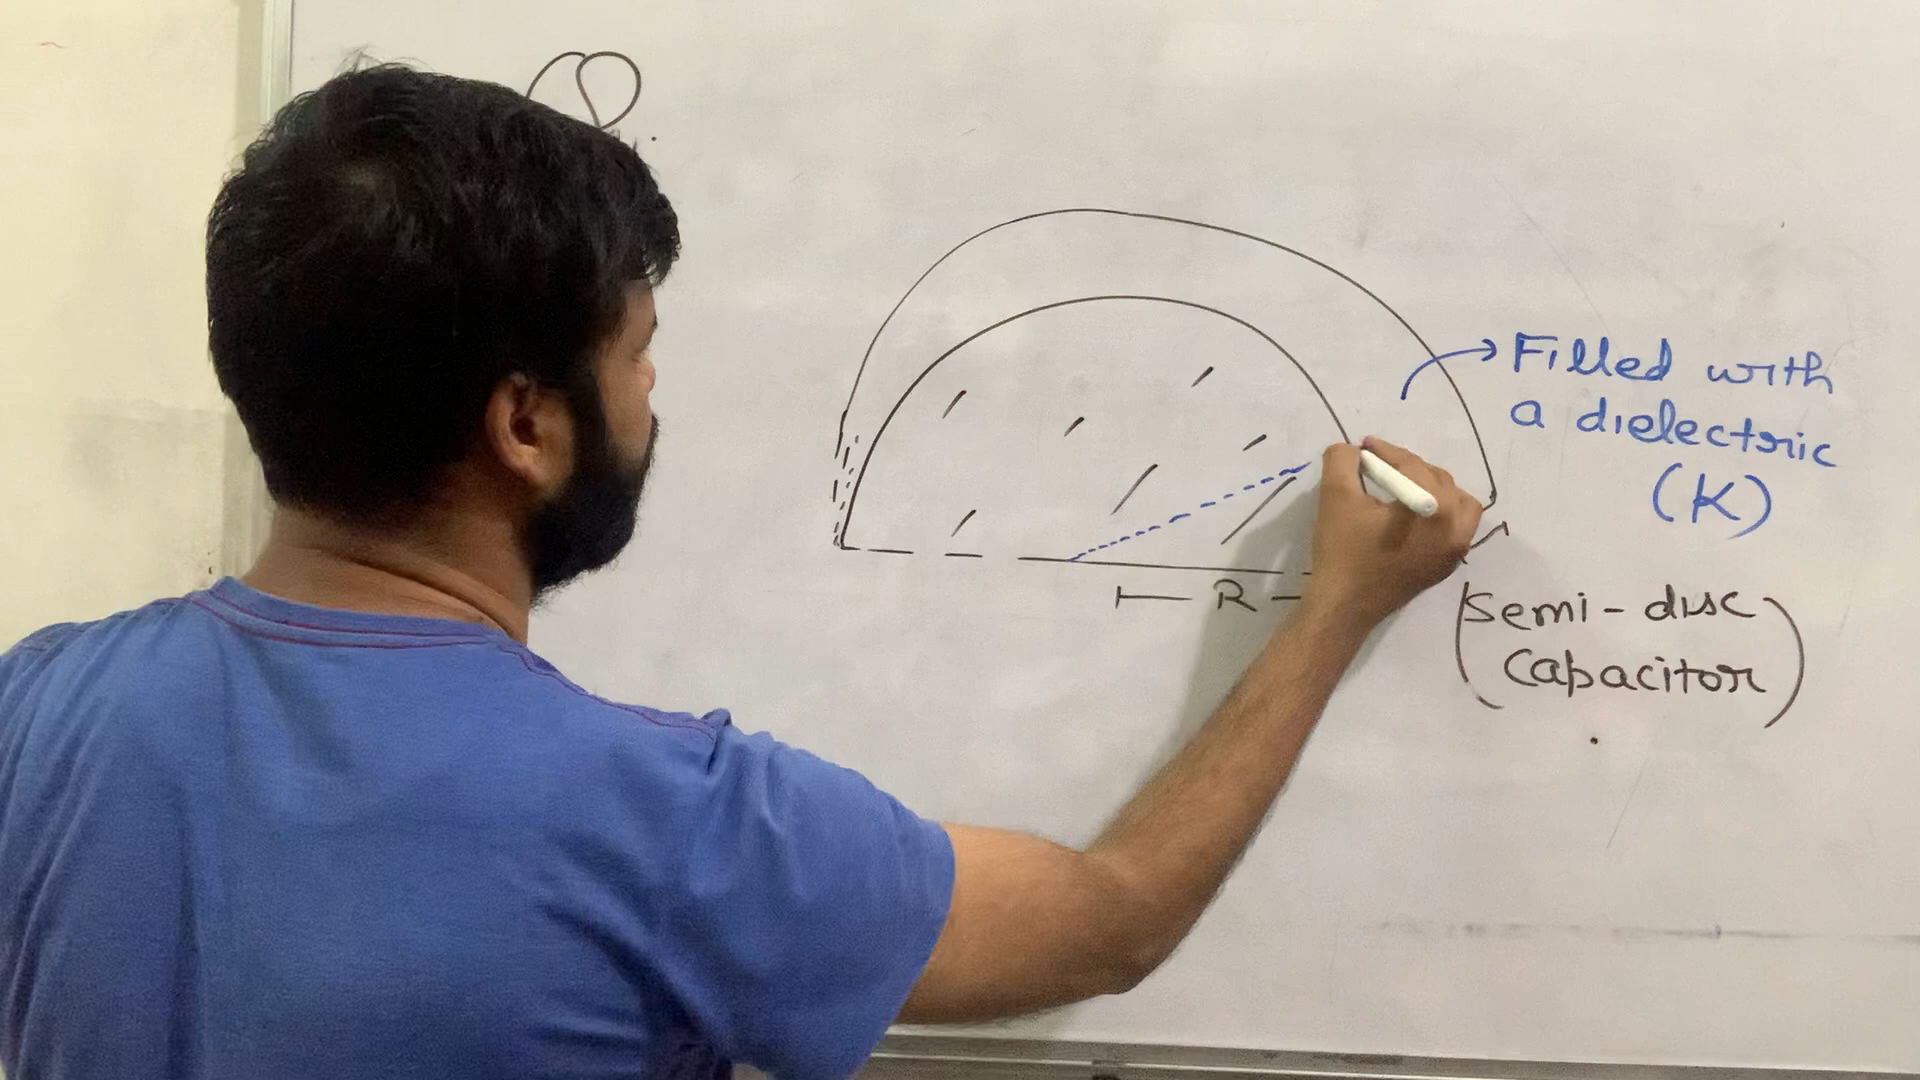 Filled with
a dielectric
(K)
R
(Semi-disc
Capacitor)